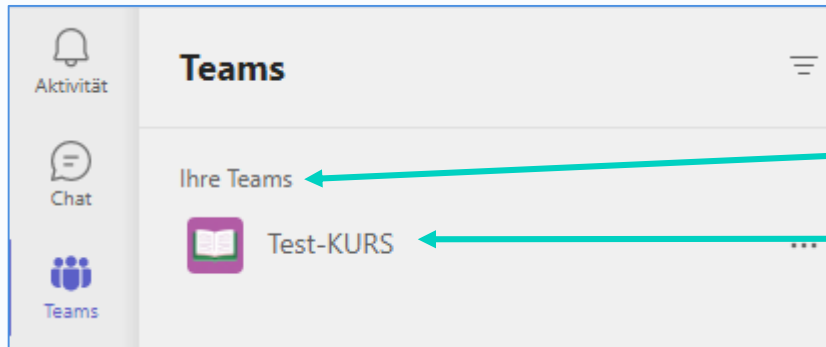 Aktivität
Chat
Teams
Teams
Ihre Teams
Test-KURS